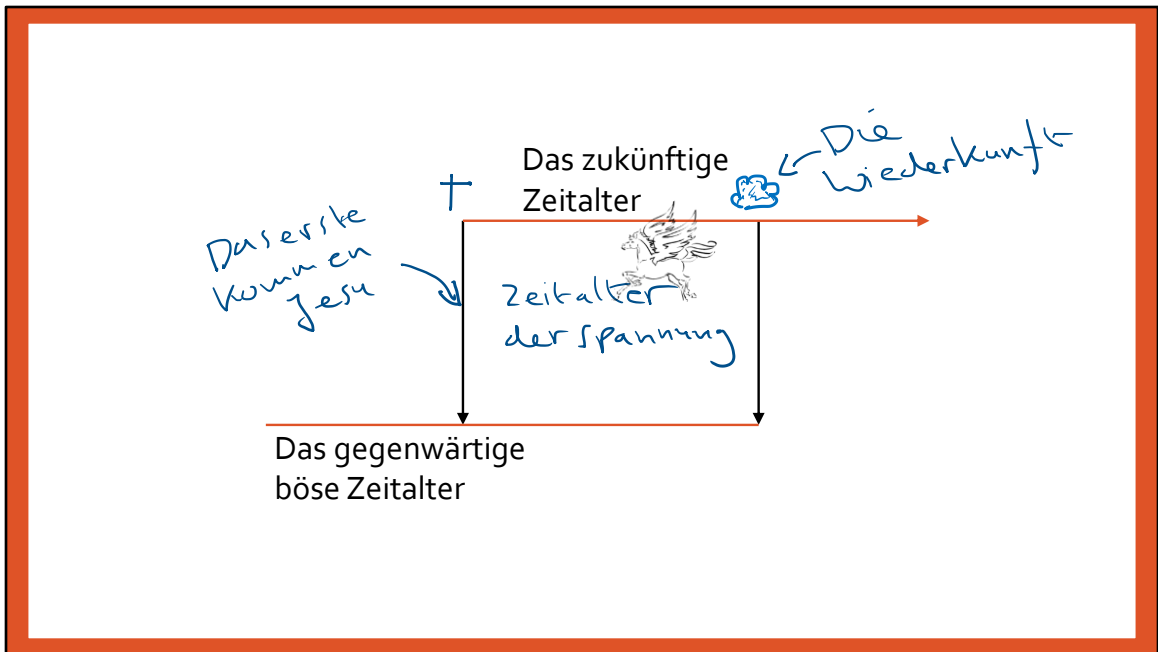 Das zukünftige
Zeitalter
Die
Wiederkunft
Das erste
Kommen
Jesu
Zeitalter
der Spannung
Das gegenwärtige
böse Zeitalter